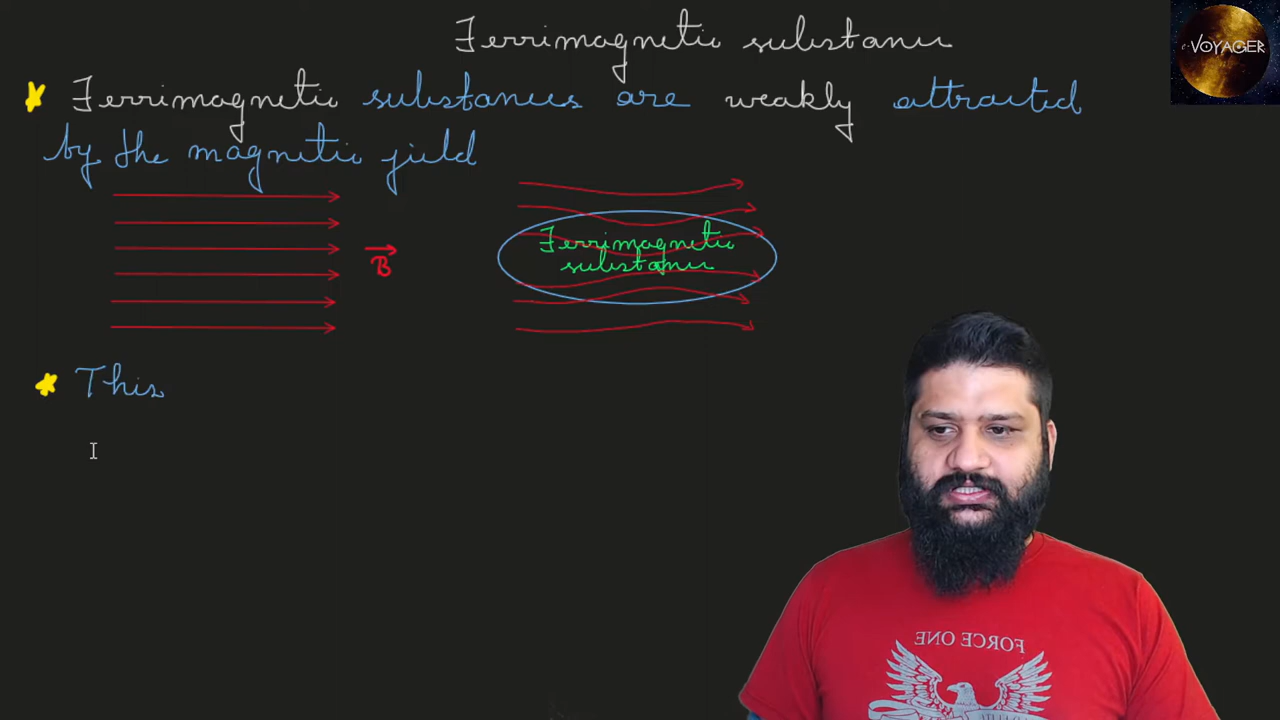 Ferrimagnetic substance
e-VOYAGER
Ferrimagnetic substances are weakly attracted
by the magnetic field
B
Ferrimagnetic
substance
This
FORCE ONE